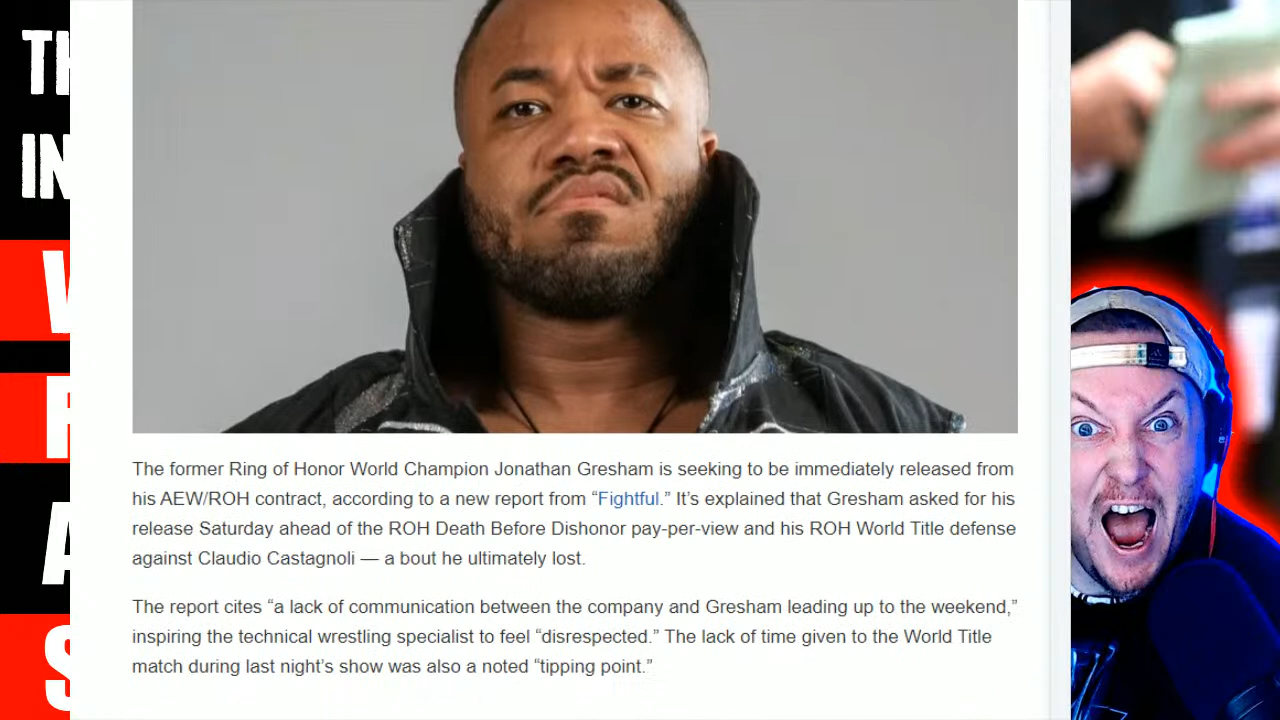 TH
IN
W
R
A
S
The former Ring of Honor World Champion Jonathan Gresham is seeking to be immediately released from
his AEW/ROH contract, according to a new report from “Fightful.” It’s explained that Gresham asked for his
release Saturday ahead of the ROH Death Before Dishonor pay-per-view and his ROH World Title defense
against Claudio Castagnoli — a bout he ultimately lost.
The report cites “a lack of communication between the company and Gresham leading up to the weekend,”
inspiring the technical wrestling specialist to feel “disrespected.” The lack of time given to the World Title
match during last night’s show was also a noted “tipping point.”